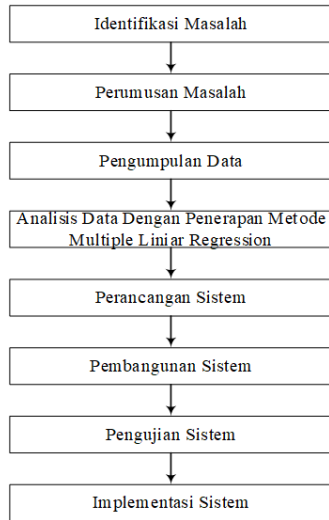 Identifikasi Masalah
Perumusan Masalah
Pengumpulan Data
Analisis Data Dengan Penerapan Metode
Multiple Liniar Regression
Perancangan Sistem
Pembangunan Sistem
Pengujian Sistem
Implementasi Sistem